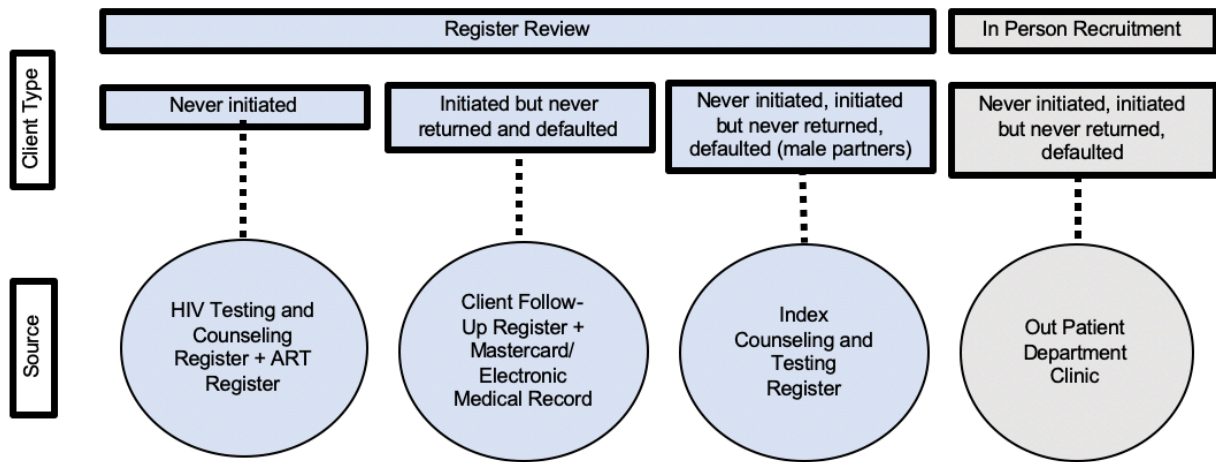 Register Review
In Person Recruitment
Client Type
Never initiated
Initiated but never
returned and defaulted
Never initiated, initiated
but never returned,
defaulted (male partners)
Never initiated, initiated
but never returned,
defaulted
Source
HIV Testing and
Counseling
Register + ART
Register
Client Follow-
Up Register +
Mastercard/
Electronic
Medical Record
Index
Counseling and
Testing
Register
Out Patient
Department
Clinic